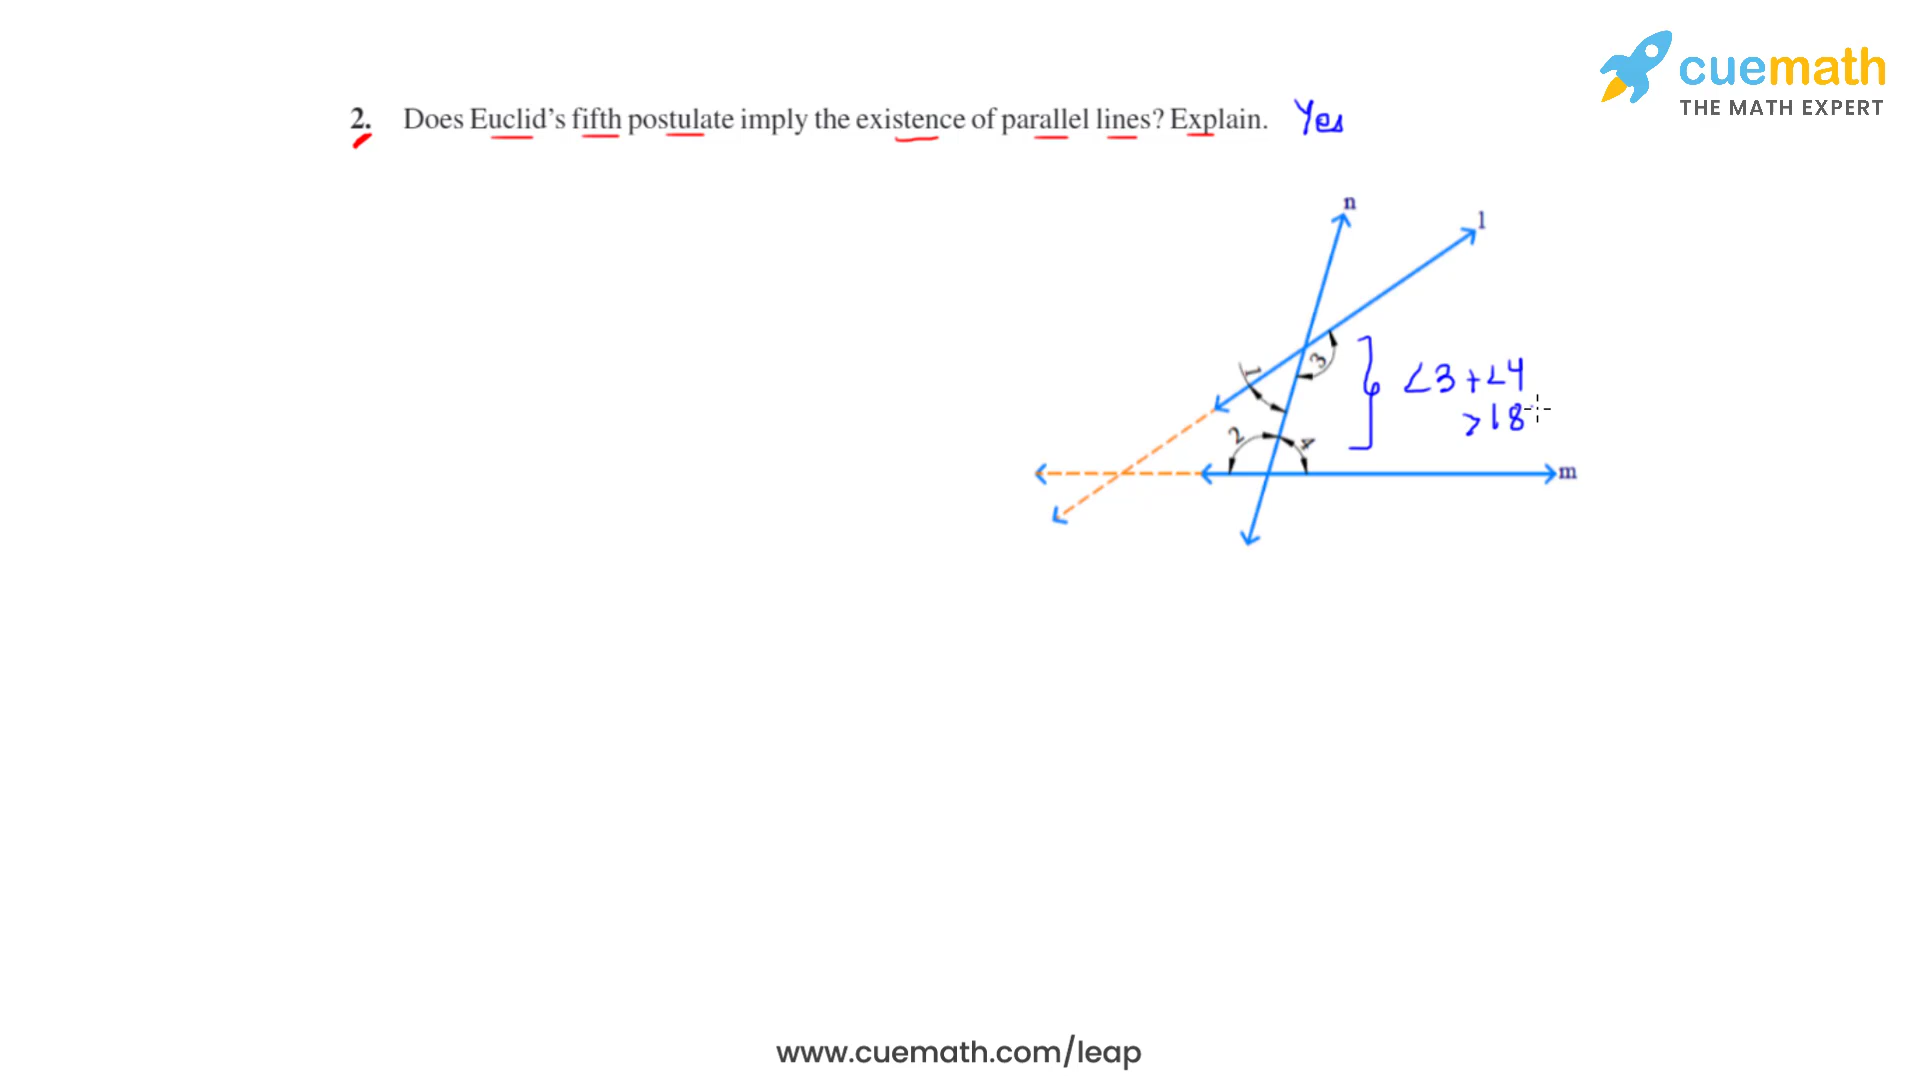 cuemath
THE MATH EXPERT
2. Does Euclid's fifth postulate imply the existence of parallel lines? Explain. Yes
n
l
1
3
∠3+∠4
>18
2
4
m
www.cuemath.com/leap